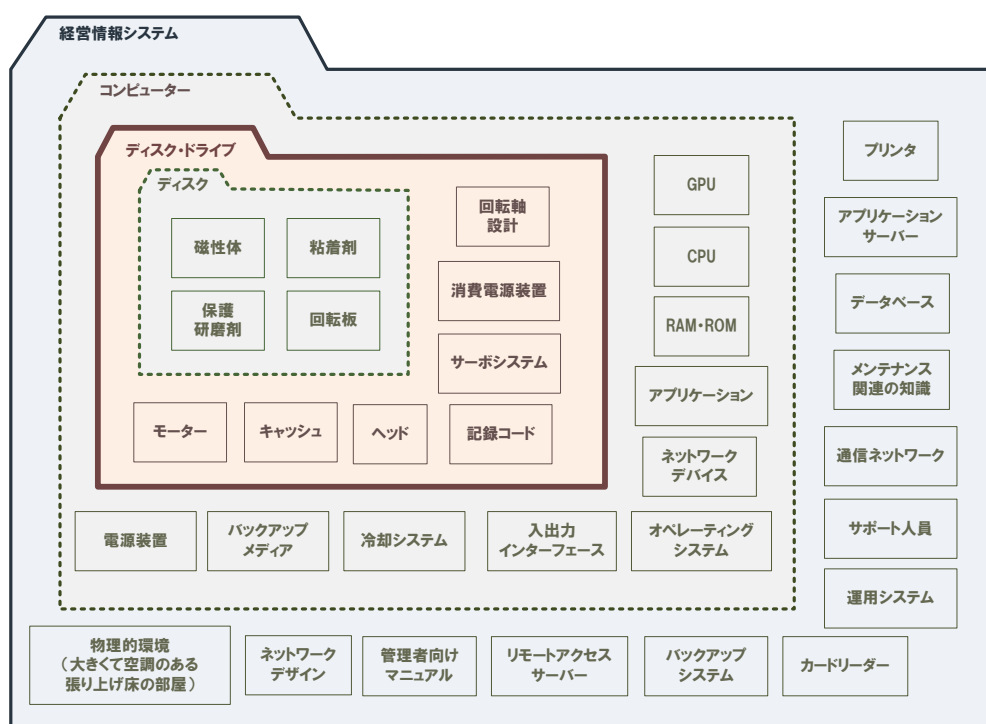 経営情報システム
コンピューター
ディスク・ドライブ
ディスク
磁性体
粘着剤
保護
研磨剤
回転板
回転軸
設計
消費電源装置
サーボシステム
モーター
キャッシュ
ヘッド
記録コード
GPU
CPU
RAM・ROM
アプリケーション
ネットワーク
デバイス
電源装置
バックアップ
メディア
冷却システム
入出力
インターフェース
オペレーティング
システム
プリンタ
アプリケーション
サーバー
データベース
メンテナンス
関連の知識
通信ネットワーク
サポート人員
運用システム
物理的環境
（大きくて空調のある
張り上げ床の部屋）
ネットワーク
デザイン
管理者向け
マニュアル
リモートアクセス
サーバー
バックアップ
システム
カードリーダー